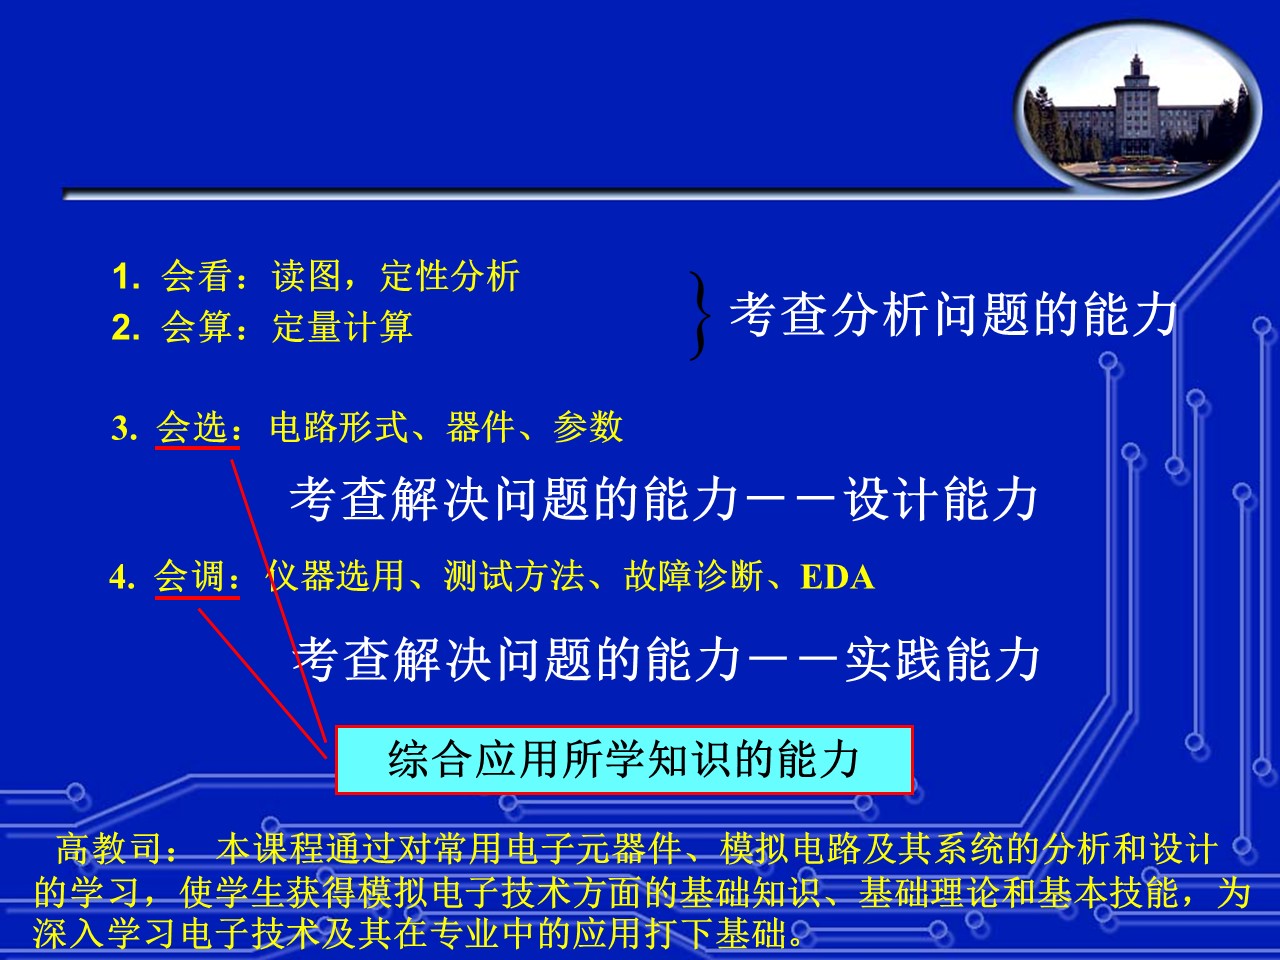 1. 会看：读图，定性分析
2. 会算：定量计算
考查分析问题的能力
3. 会选：电路形式、器件、参数
考查解决问题的能力－－设计能力
4. 会调：仪器选用、测试方法、故障诊断、EDA
考查解决问题的能力－－实践能力
综合应用所学知识的能力
高教司： 本课程通过对常用电子元器件、模拟电路及其系统的分析和设计
的学习，使学生获得模拟电子技术方面的基础知识、基础理论和基本技能，为
深入学习电子技术及其在专业中的应用打下基础。